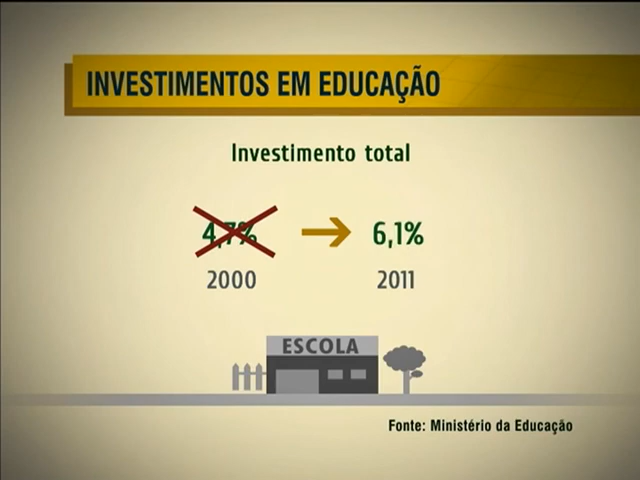 INVESTIMENTOS EM EDUCAÇÃO
Investimento total
4,7% 6,1%
2000 2011
ESCOLA
Fonte: Ministério da Educação